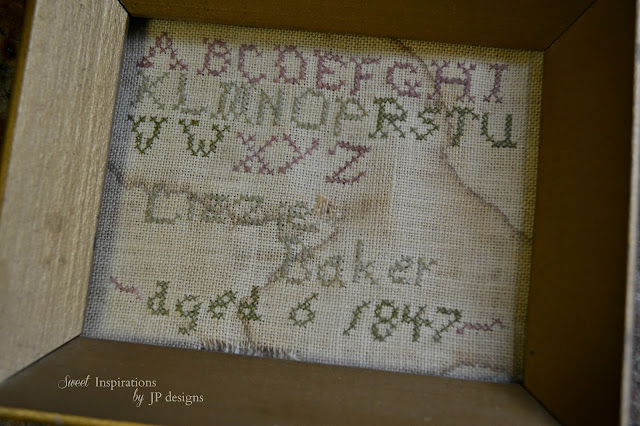 ABCDEFGHI
KLMNOPRSTU
VWXYZ
Baker
aged 6 1847
Sweet Inspirations
by JP designs